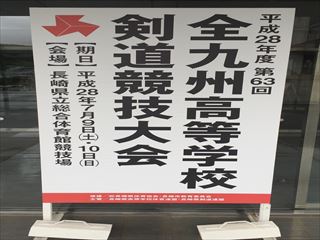 平成28年度第63回
全九州高等学校
剣道競技大会
【期日】平成28年7月9日(土)・10日(日)
【会場】長崎県立総合体育館競技場